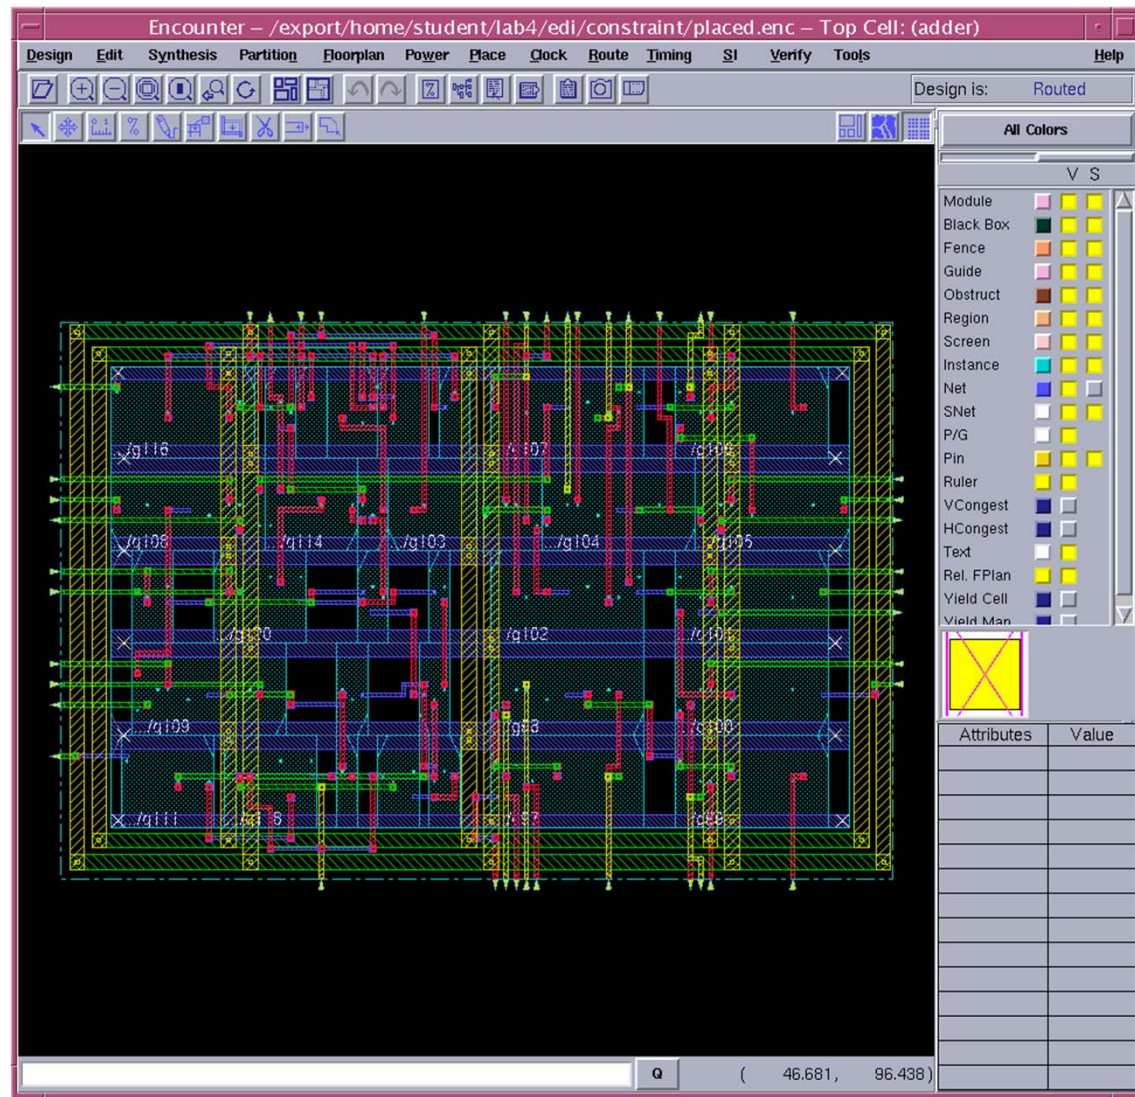 Encounter – /export/home/student/lab4/edi/constraint/placed.enc – Top Cell: (adder)
Design Edit Synthesis Partition Floorplan Power Place Clock Route Timing SI Verify Tools Help
Design is: Routed
All Colors
V S
Module
Black Box
Fence
Guide
Obstruct
Region
Screen
Instance
Net
SNet
P/G
Pin
Ruler
VCongest
HCongest
Text
Rel. FPlan
Yield Cell
Yield Map
.../g116 /g107
.../g108 .../g114 .../g103 .../g104 /g105
/g102
.../g109 /g100
.../g111
Attributes Value
Q ( 46.681, 96.438)